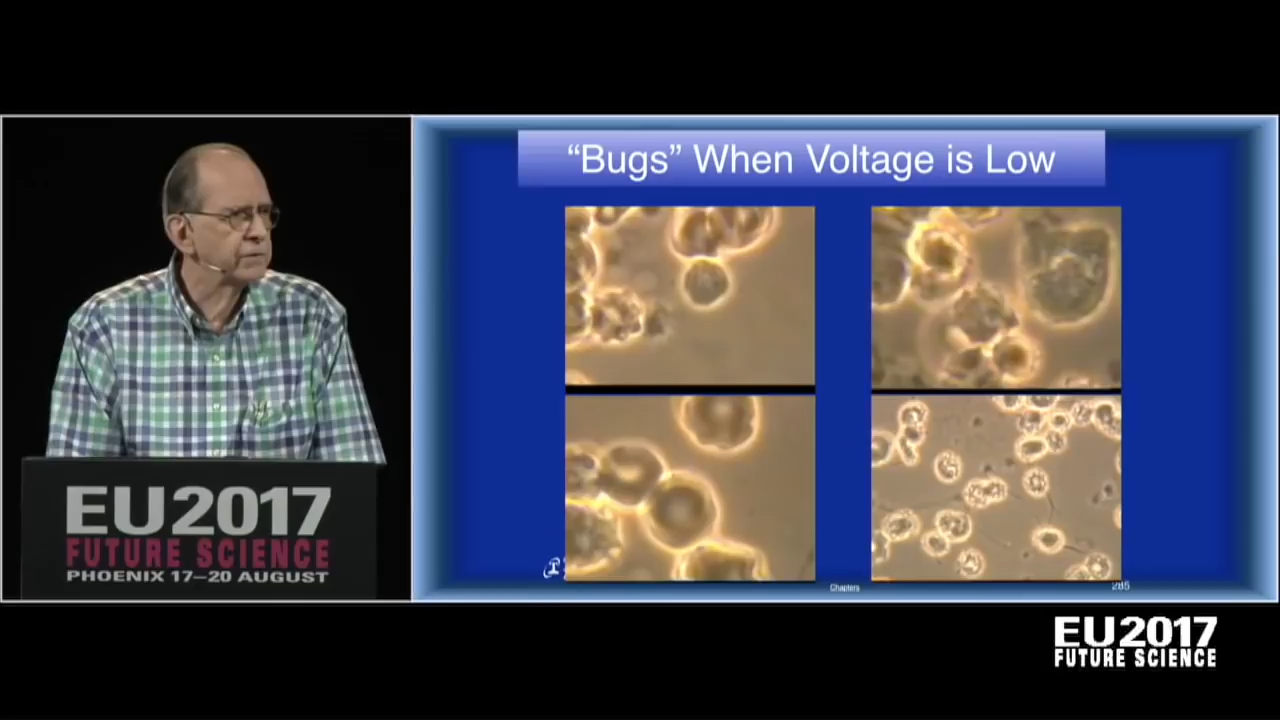 “Bugs” When Voltage is Low
EU2017
FUTURE SCIENCE
PHOENIX 17–20 AUGUST
Chapters
285
EU2017
FUTURE SCIENCE